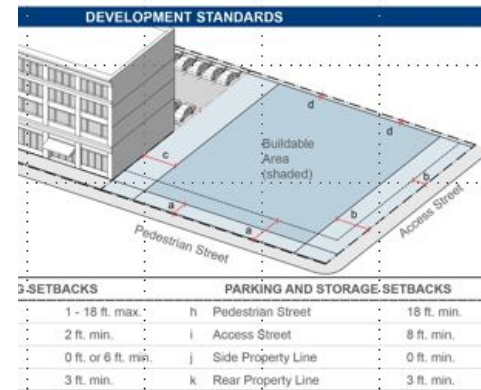 DEVELOPMENT STANDARDS
d
d
c
Buildable
Area
(shaded)
b
b
a
a
Pedestrian Street
Access Street
G SETBACKS
PARKING AND STORAGE SETBACKS
1 - 18 ft. max. h Pedestrian Street 18 ft. min.
2 ft. min. i Access Street 8 ft. min.
0 ft. or 6 ft. min. j Side Property Line 0 ft. min.
3 ft. min. k Rear Property Line 3 ft. min.